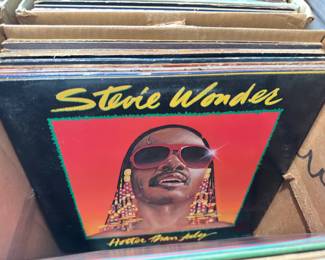 Stevie Wonder
Hotter Than July